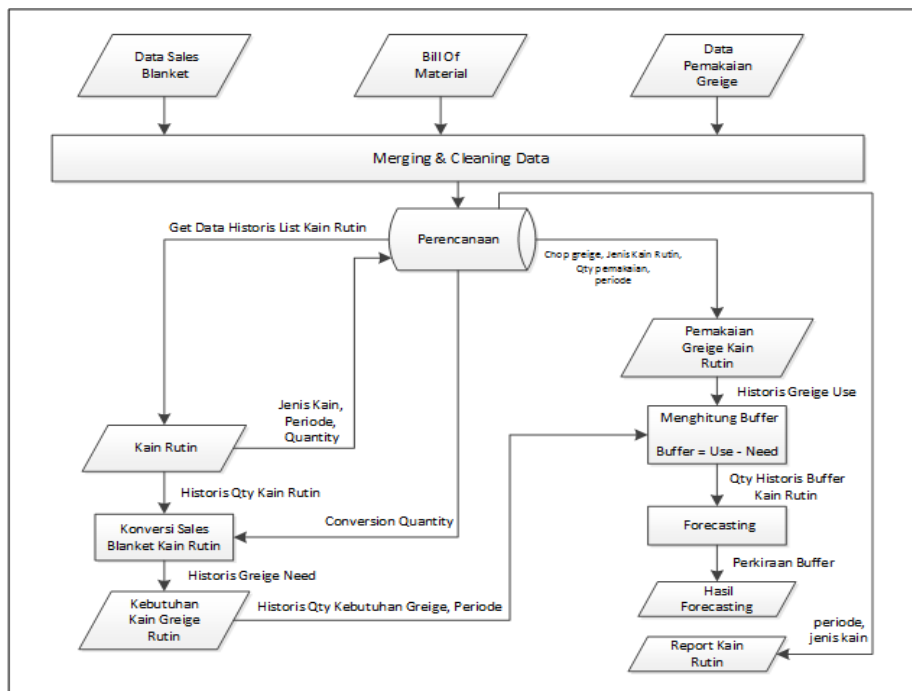 Data Sales
Blanket
Bill Of
Material
Data
Pemakaian
Greige
Merging & Cleaning Data
Perencanaan
Get Data Historis List Kain Rutin
Chop greige, Jenis Kain Rutin,
Qty pemakaian,
periode
Pemakaian
Greige Kain
Rutin
Historis Greige Use
Jenis Kain,
Periode,
Quantity
Kain Rutin
Menghitung Buffer
Buffer = Use - Need
Historis Qty Kain Rutin
Qty Historis Buffer
Kain Rutin
Konversi Sales
Blanket Kain Rutin
Conversion Quantity
Forecasting
Historis Greige Need
Perkiraan Buffer
Kebutuhan
Kain Greige
Rutin
Historis Qty Kebutuhan Greige, Periode
Hasil
Forecasting
periode,
jenis kain
Report Kain
Rutin